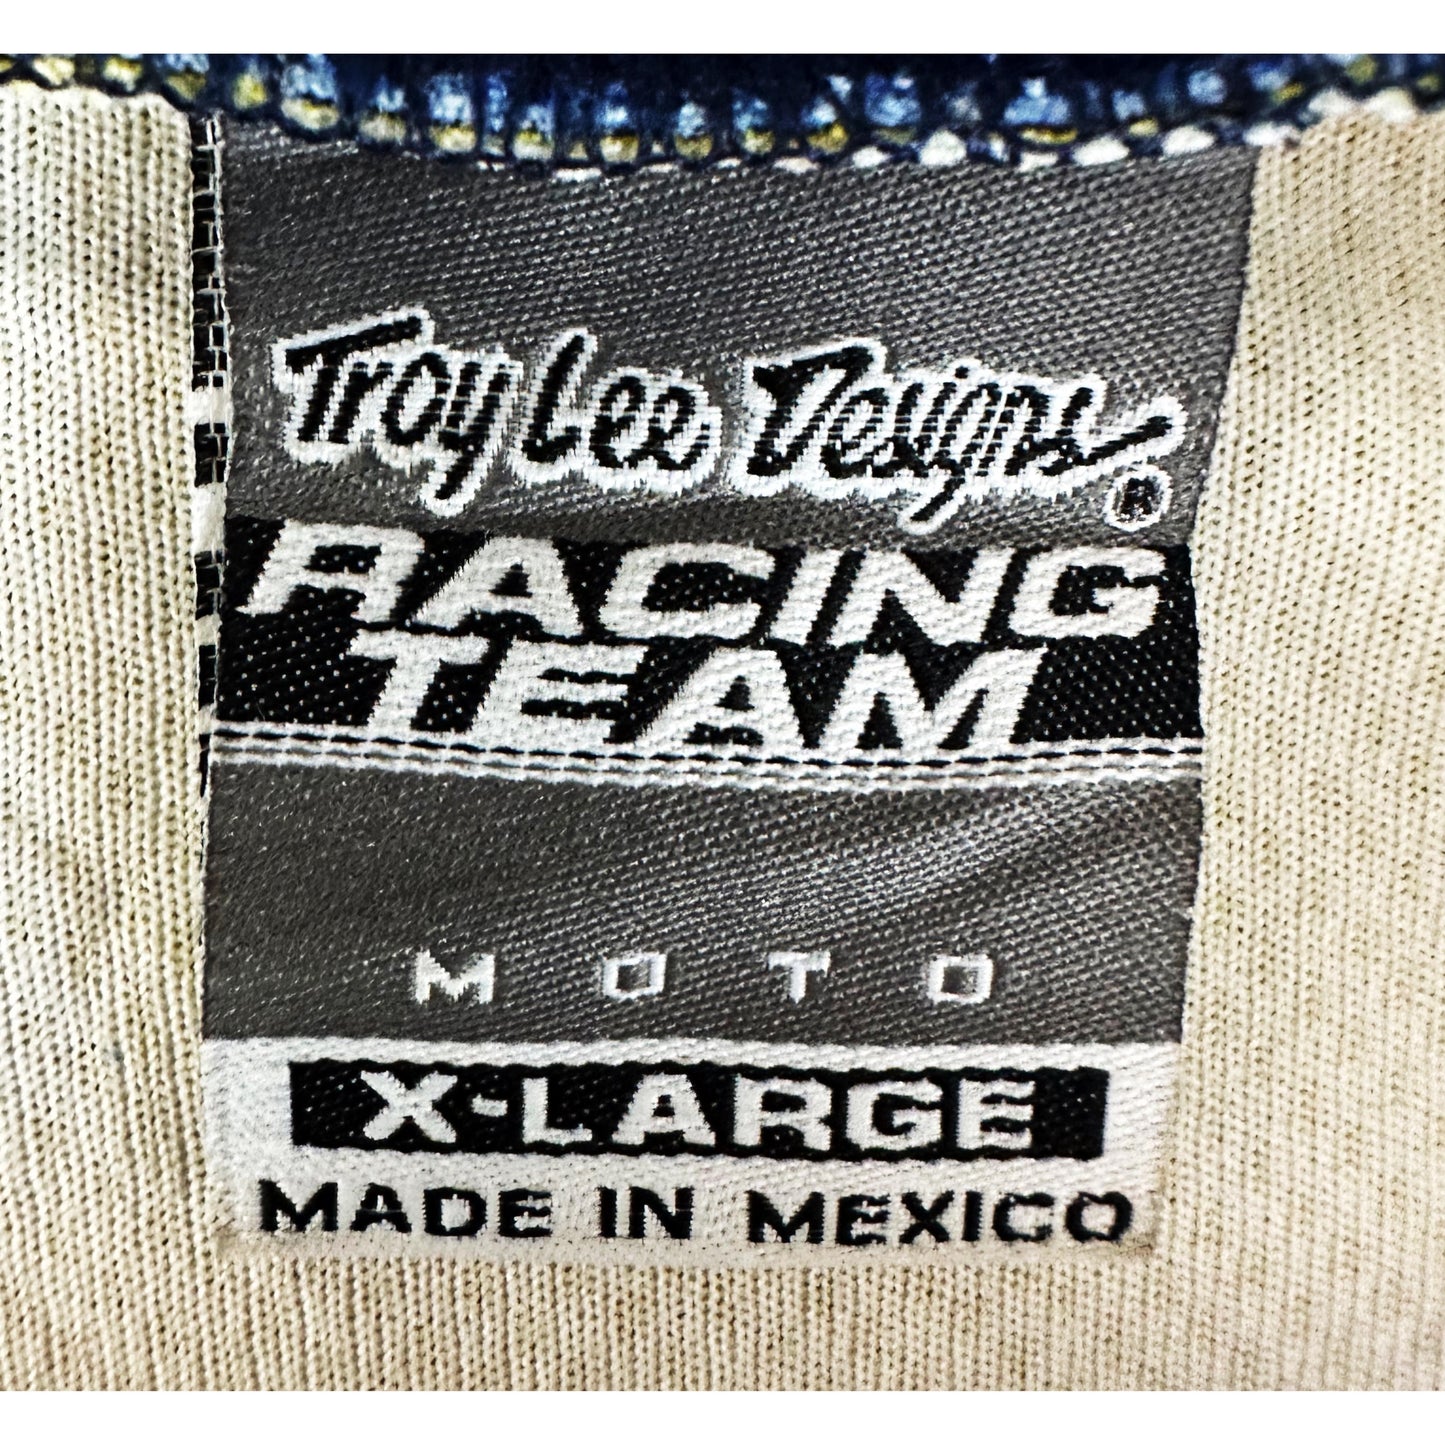 Troy Lee Designs ®
RACING
TEAM
MOTO
X-LARGE
MADE IN MEXICO